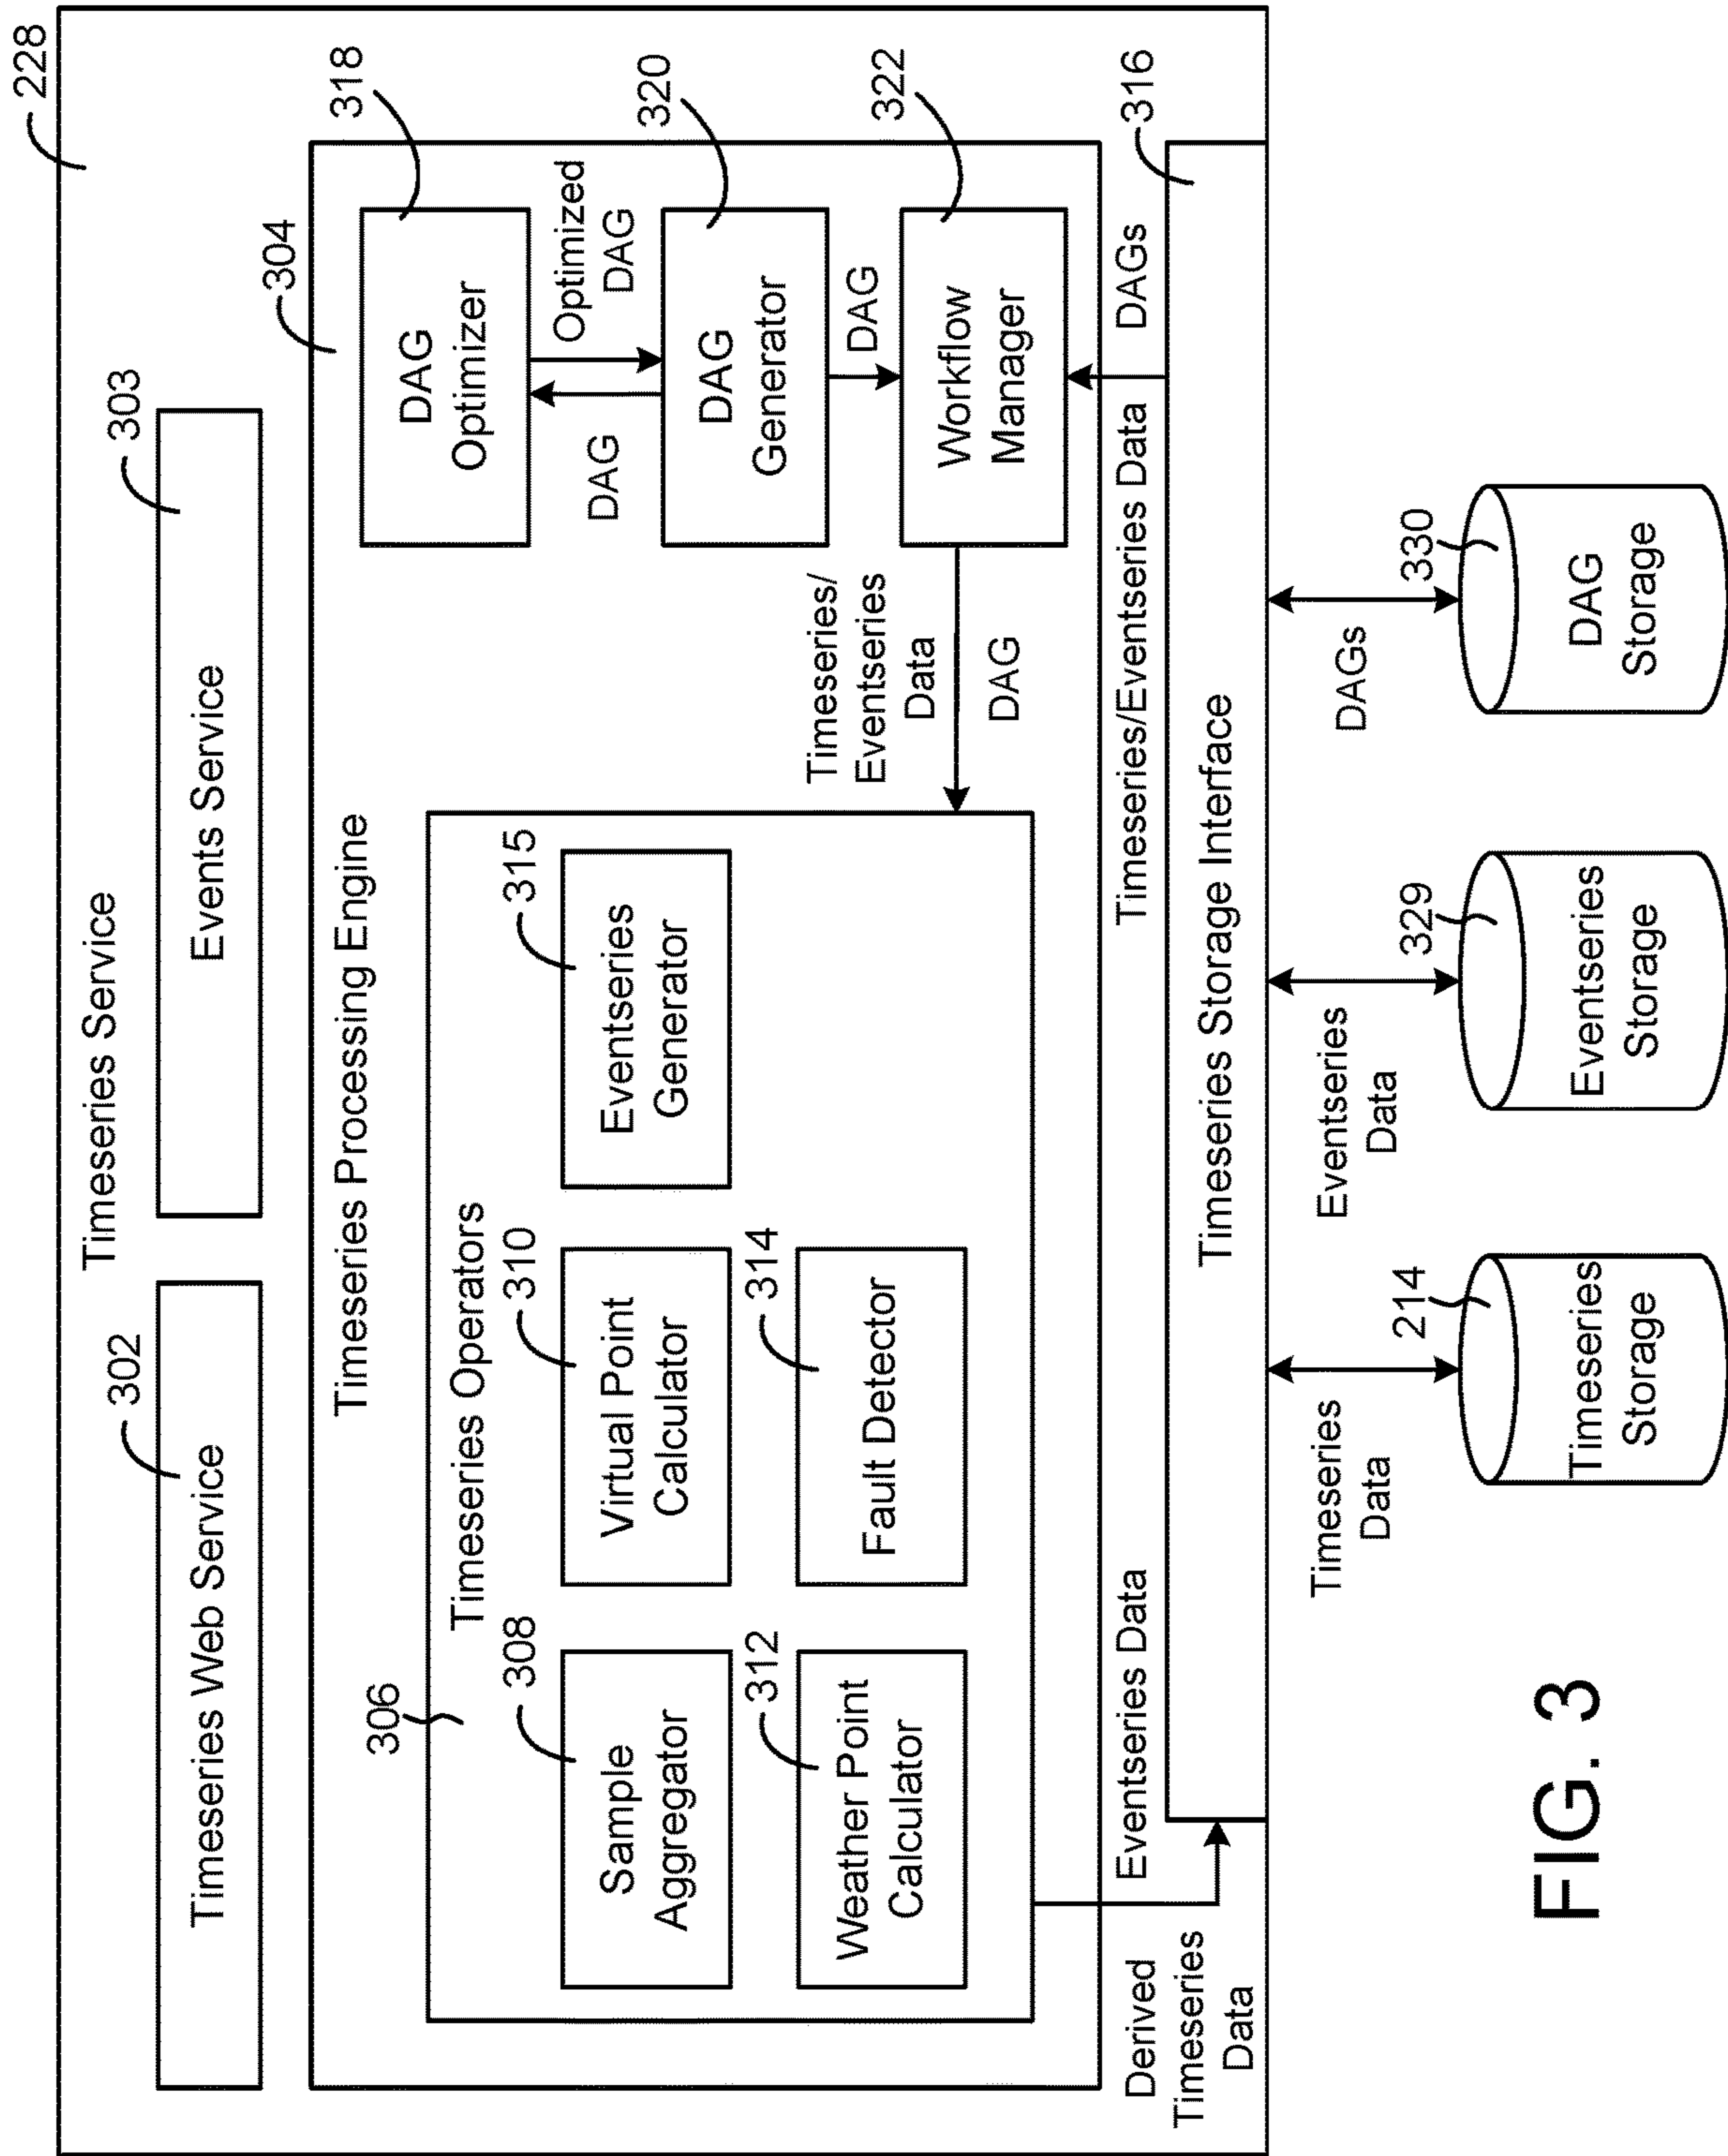 228
Timeseries Service
302
Timeseries Web Service
303
Events Service
304
Timeseries Processing Engine
306
Timeseries Operators
308
Sample
Aggregator
310
Virtual Point
Calculator
315
Eventseries
Generator
312
Weather Point
Calculator
314
Fault Detector
318
DAG
Optimizer
DAG
Optimized
DAG
320
DAG
Generator
DAG
322
Workflow
Manager
Timeseries/
Eventseries
Data
DAG
Derived
Timeseries
Data
Eventseries Data
Timeseries/Eventseries Data
DAGs
316
Timeseries Storage Interface
Timeseries
Data
214
Timeseries
Storage
Eventseries
Data
329
Eventseries
Storage
DAGs
330
DAG
Storage
FIG. 3